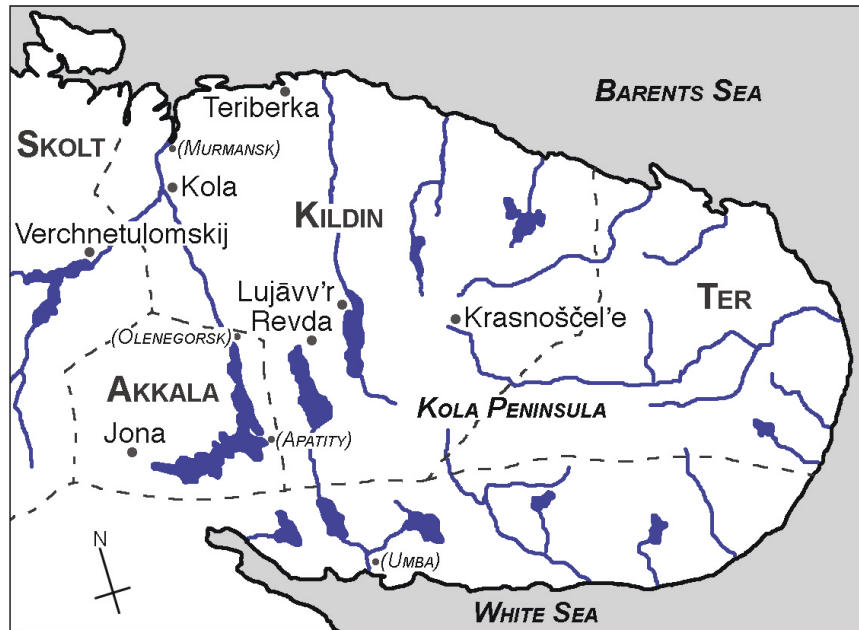 BARENTS SEA
Teriberka
SKOLT
(MURMANSK)
Kola
KILDIN
Verchnetulomskij
Lujāvv'r
Revda
TER
Krasnoščel'e
(OLENEGORSK)
AKKALA
KOLA PENINSULA
Jona
(APATITY)
N
(UMBA)
WHITE SEA